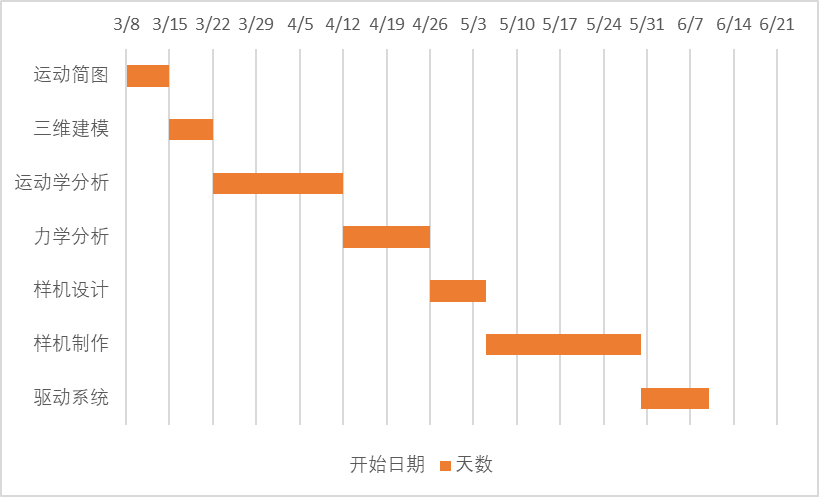 3/8 3/15 3/22 3/29 4/5 4/12 4/19 4/26 5/3 5/10 5/17 5/24 5/31 6/7 6/14 6/21
运动简图
三维建模
运动学分析
力学分析
样机设计
样机制作
驱动系统
开始日期 天数